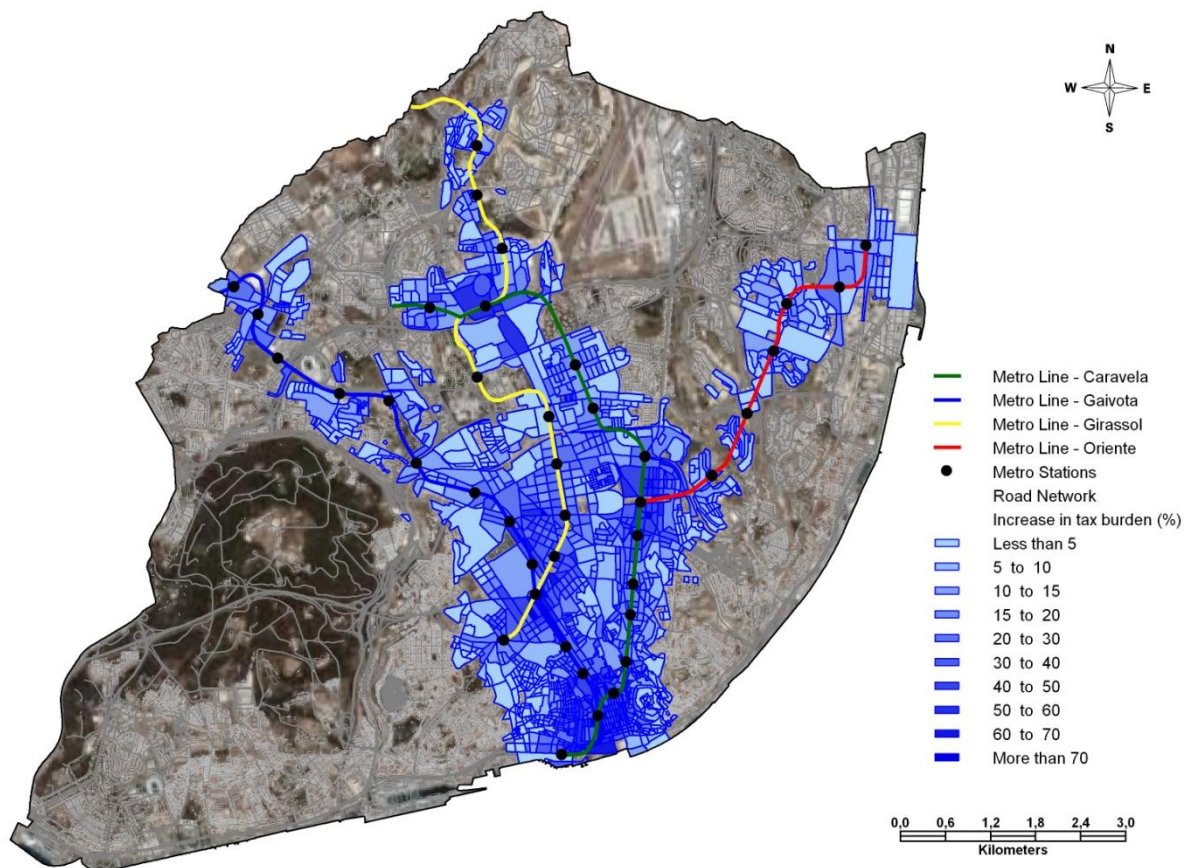 N
W E
S
Metro Line - Caravela
Metro Line - Gaivota
Metro Line - Girassol
Metro Line - Oriente
Metro Stations
Road Network
Increase in tax burden (%)
Less than 5
5 to 10
10 to 15
15 to 20
20 to 30
30 to 40
40 to 50
50 to 60
60 to 70
More than 70
0,0 0,6 1,2 1,8 2,4 3,0
Kilometers